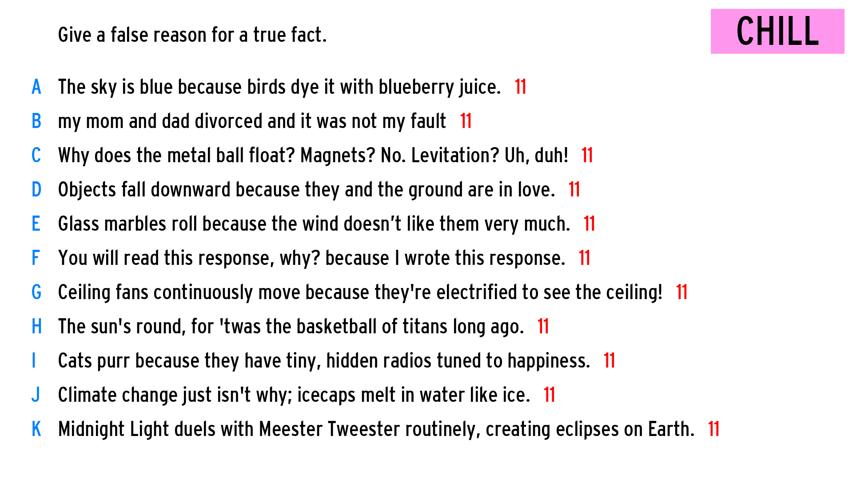 Give a false reason for a true fact.
CHILL
A The sky is blue because birds dye it with blueberry juice. 11
B my mom and dad divorced and it was not my fault 11
C Why does the metal ball float? Magnets? No. Levitation? Uh, duh! 11
D Objects fall downward because they and the ground are in love. 11
E Glass marbles roll because the wind doesn’t like them very much. 11
F You will read this response, why? because I wrote this response. 11
G Ceiling fans continuously move because they're electrified to see the ceiling! 11
H The sun's round, for 'twas the basketball of titans long ago. 11
I Cats purr because they have tiny, hidden radios tuned to happiness. 11
J Climate change just isn't why; icecaps melt in water like ice. 11
K Midnight Light duels with Meester Tweester routinely, creating eclipses on Earth. 11